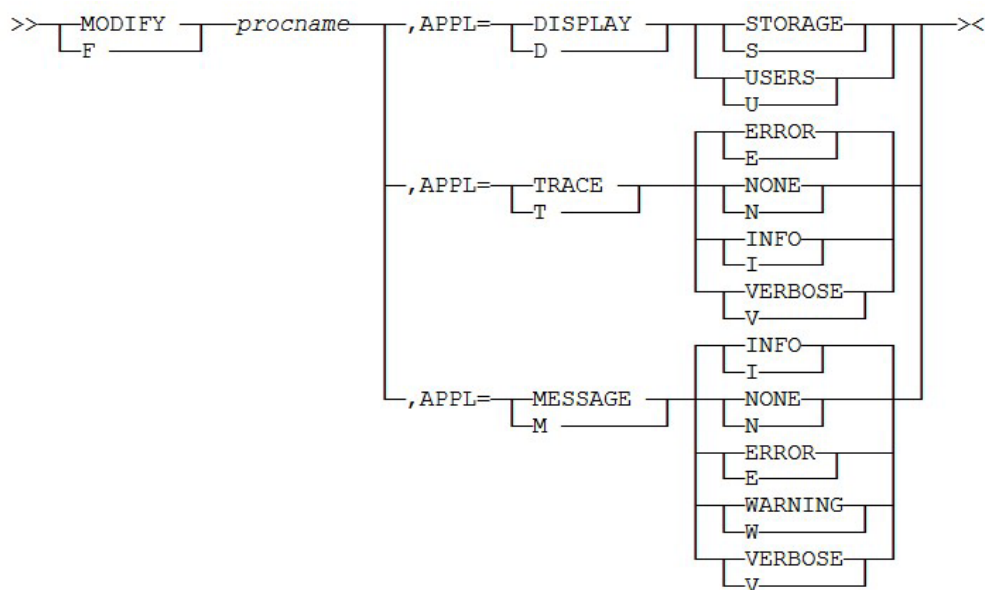 >> MODIFY procname ,APPL= DISPLAY STORAGE ><
F D S
USERS
U
ERROR
E
,APPL= TRACE NONE
T N
INFO
I
VERBOSE
V
INFO
I
,APPL= MESSAGE NONE
M N
ERROR
E
WARNING
W
VERBOSE
V